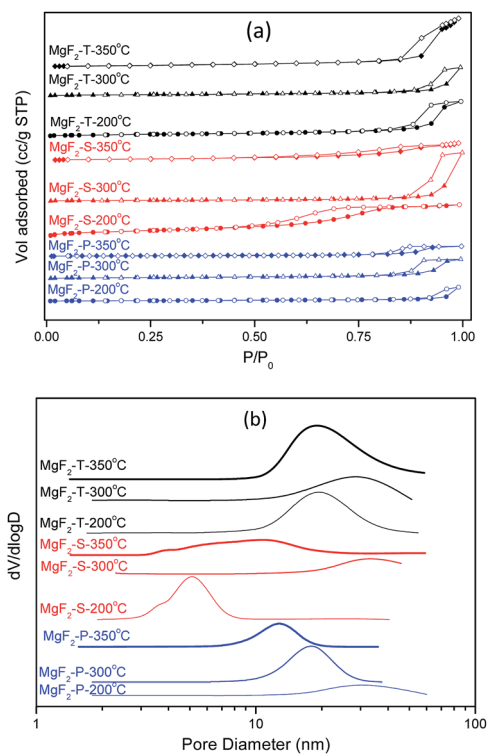 (a)
Vol adsorbed (cc/g STP)
MgF2-T-350°C
MgF2-T-300°C
MgF2-T-200°C
MgF2-S-350°C
MgF2-S-300°C
MgF2-S-200°C
MgF2-P-350°C
MgF2-P-300°C
MgF2-P-200°C
0.00 0.25 0.50 0.75 1.00
P/P0
(b)
dV/dlogD
MgF2-T-350°C
MgF2-T-300°C
MgF2-T-200°C
MgF2-S-350°C
MgF2-S-300°C
MgF2-S-200°C
MgF2-P-350°C
MgF2-P-300°C
MgF2-P-200°C
1 10 100
Pore Diameter (nm)